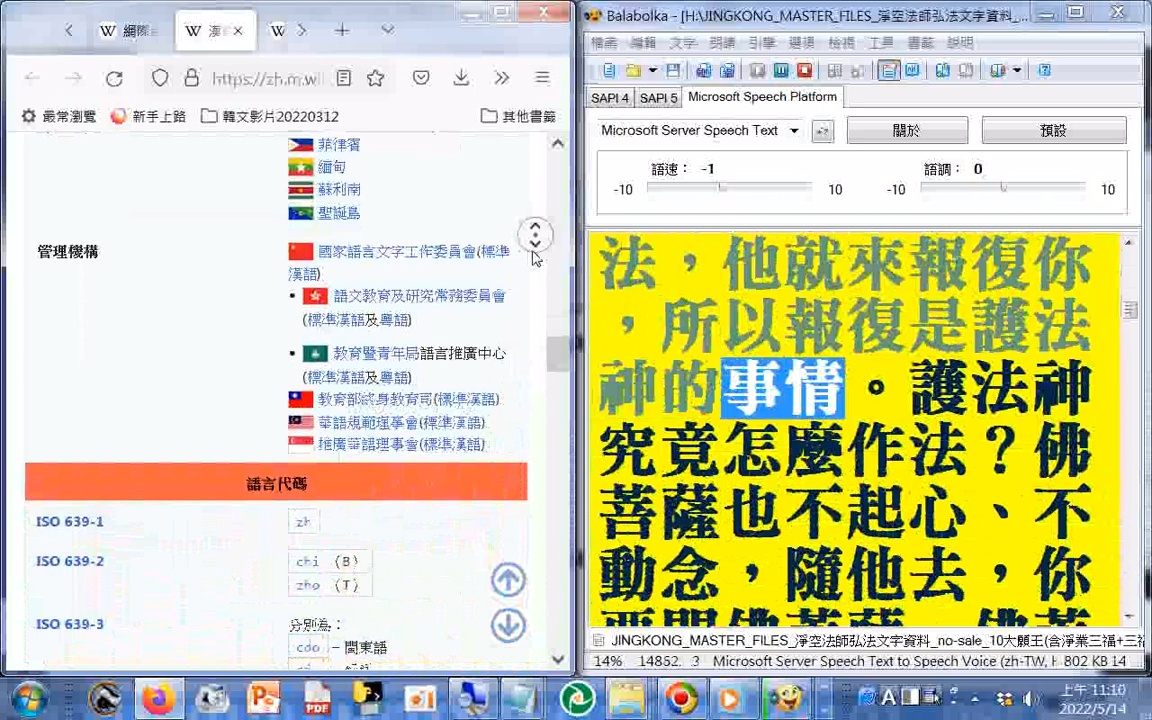 網際
漢
https://zh.m.wi
最常瀏覽
新手上路
韓文影片20220312
其他書籤
菲律賓
緬甸
蘇利南
聖誕島
管理機構
國家語言文字工作委員會(標準
漢語)
語文教育及研究常務委員會
(標準漢語及粵語)
教育暨青年局語言推廣中心
(標準漢語及粵語)
教育部終身教育司(標準漢語)
華語規範理事會(標準漢語)
推廣華語理事會(標準漢語)
語言代碼
ISO 639-1
zh
ISO 639-2
chi (B)
zho (T)
ISO 639-3
分別為：
cdo – 閩東語
Balabolka - [H:\JINGKONG_MASTER_FILES_淨空法師弘法文字資料_...
檔案 編輯 文字 朗讀 引擎 選項 檢視 工具 書籤 說明
SAPI 4 SAPI 5 Microsoft Speech Platform
Microsoft Server Speech Text
關於
預設
語速： -1
語調： 0
-10 10 -10 10
法，他就來報復你
，所以報復是護法
神的事情。護法神
究竟怎麼作法？佛
菩薩也不起心、不
動念，隨他去，你
JINGKONG_MASTER_FILES_淨空法師弘法文字資料_no-sale_10大願王(含淨業三福+三
14% 14852. 3 Microsoft Server Speech Text to Speech Voice (zh-TW, H 802 KB 14
上午 11:10
2022/5/14